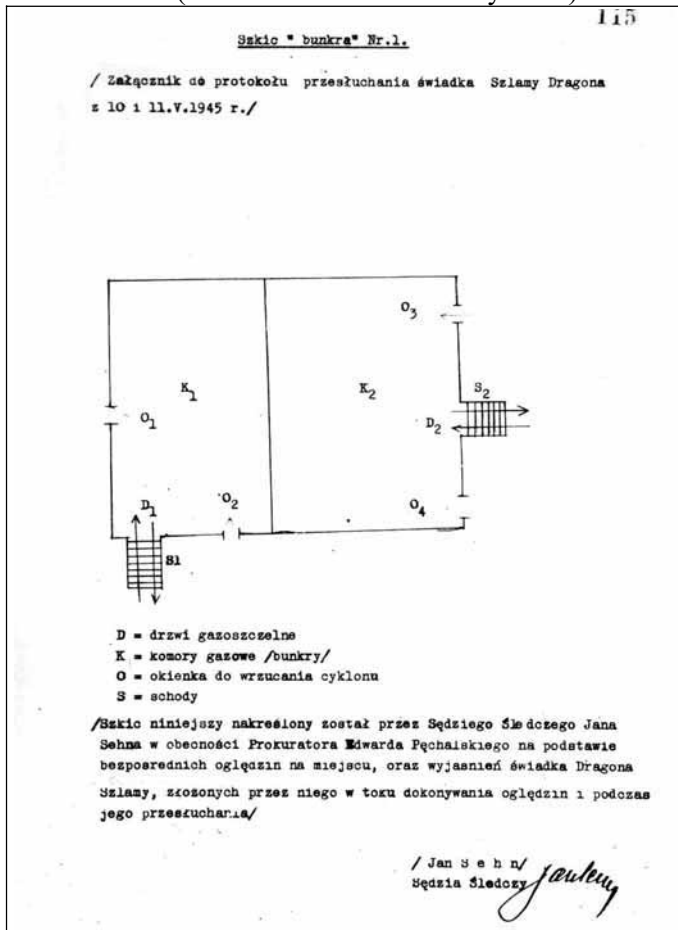 115
Szkic " bunkra" Nr.1.
/ Załącznik do protokołu przesłuchania świadka Szlamy Dragona
z 10 i 11.V.1945 r./
O3
K1
K2
S2
O1
D2
D1
O2
O4
S1
D = drzwi gazoszczelne
K = komory gazowe /bunkry/
O = okienka do wrzucania cyklonu
S = schody
/Szkic niniejszy nakreślony został przez Sędziego Śledczego Jana
Sehna w obecności Prokuratora Edwarda Pęchalskiego na podstawie
bezpośrednich oględzin na miejscu, oraz wyjasnień świadka Dragona
Szlamy, złożonych przez niego w toku dokonywania oględzin i podczas
jego przesłuchania/
/ Jan S e h n/
Sędzia Śledczy